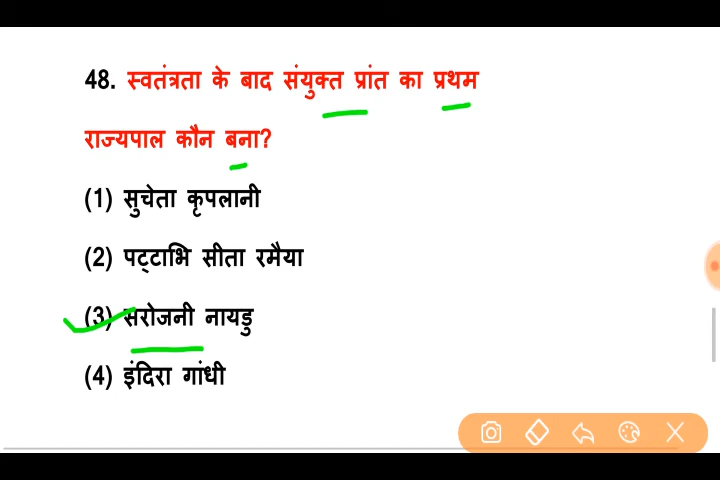 48. स्वतंत्रता के बाद संयुक्त प्रांत का प्रथम
राज्यपाल कौन बना?
(1) सुचेता कृपलानी
(2) पट्टाभि सीता रमैया
(3) सरोजनी नायडु
(4) इंदिरा गांधी